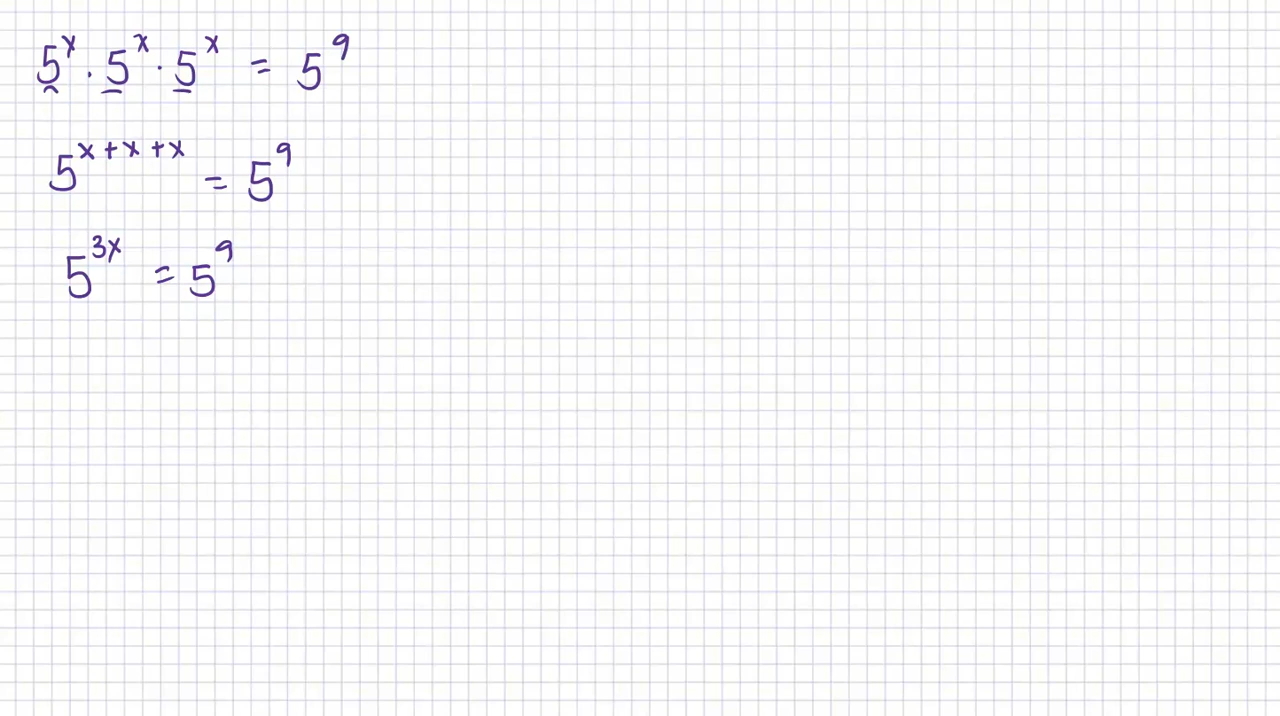 5^x · 5^x · 5^x = 5^9
5^{x+x+x} = 5^9
5^{3x} = 5^9